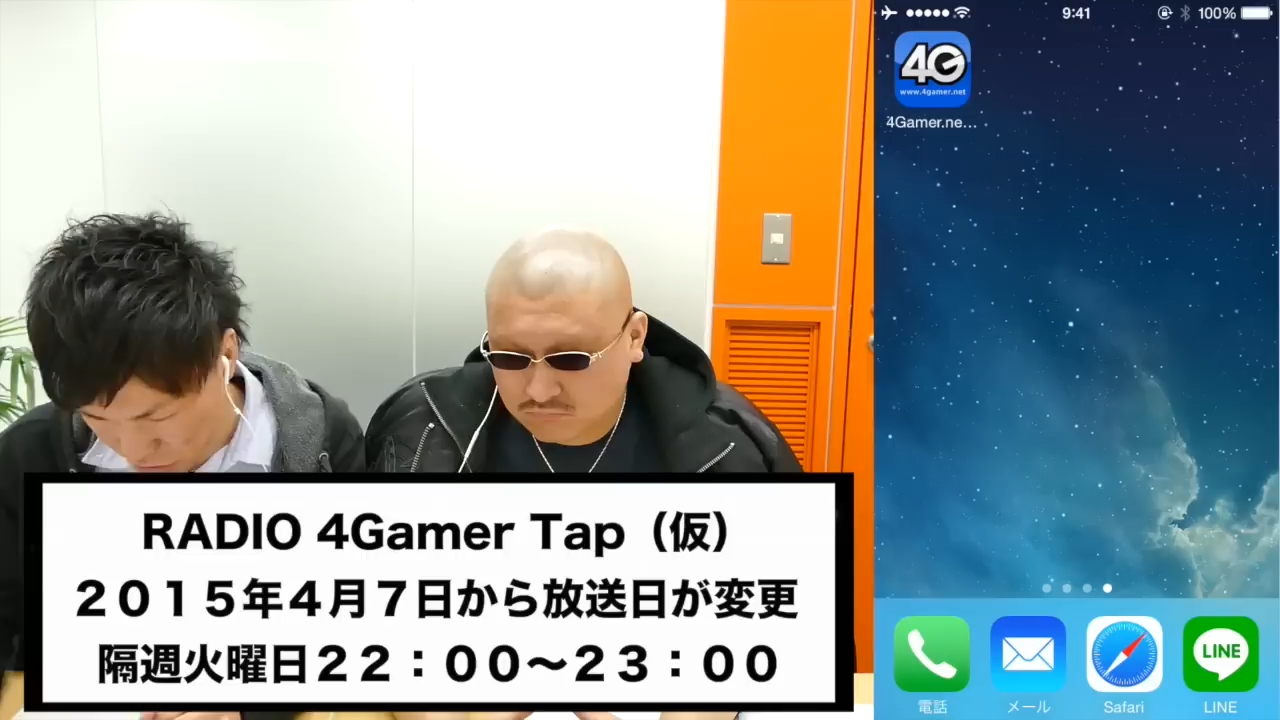 RADIO 4Gamer Tap（仮）
２０１５年４月７日から放送日が変更
隔週火曜日２２：００〜２３：００
9:41
100%
4G
www.4gamer.net
4Gamer.ne...
LINE
電話
メール
Safari
LINE